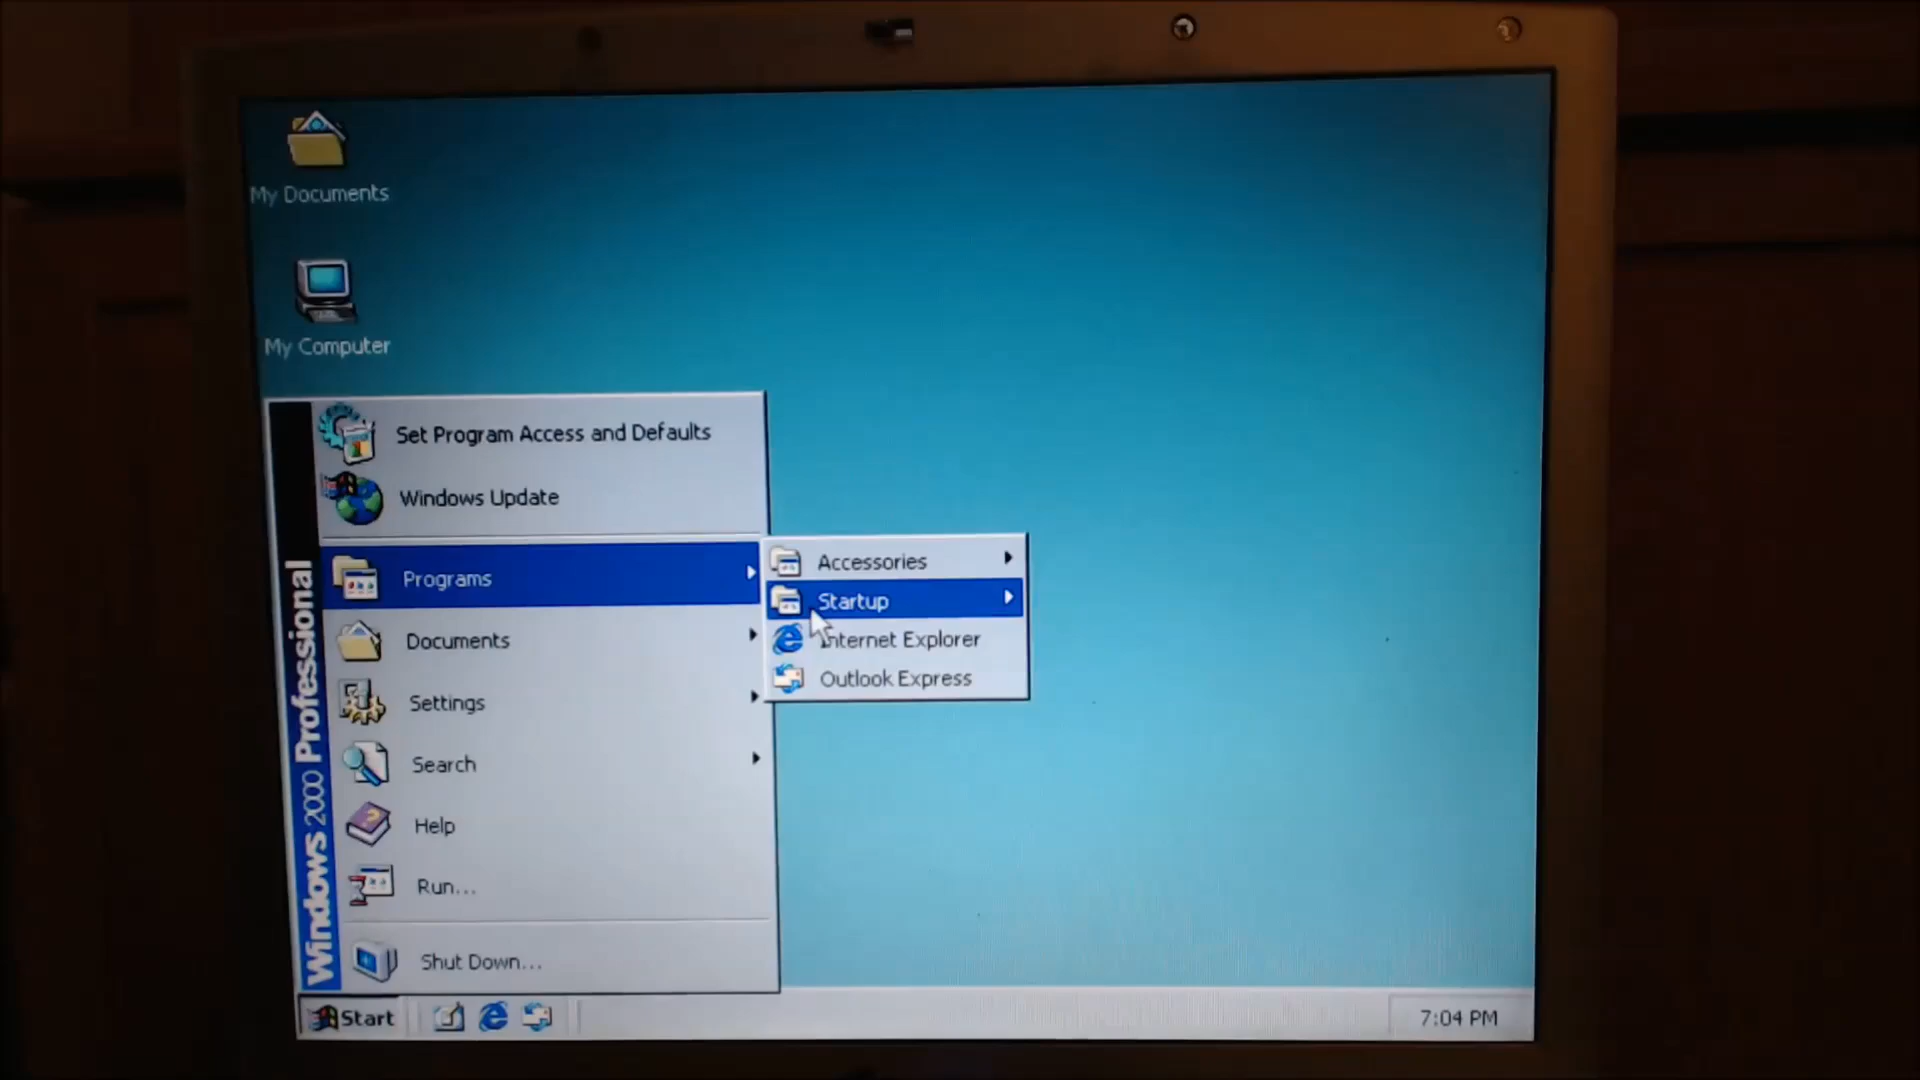 My Documents
My Computer
Set Program Access and Defaults
Windows Update
Programs
Documents
Settings
Search
Help
Run...
Shut Down...
Windows 2000 Professional
Accessories
Startup
Internet Explorer
Outlook Express
Start
7:04 PM